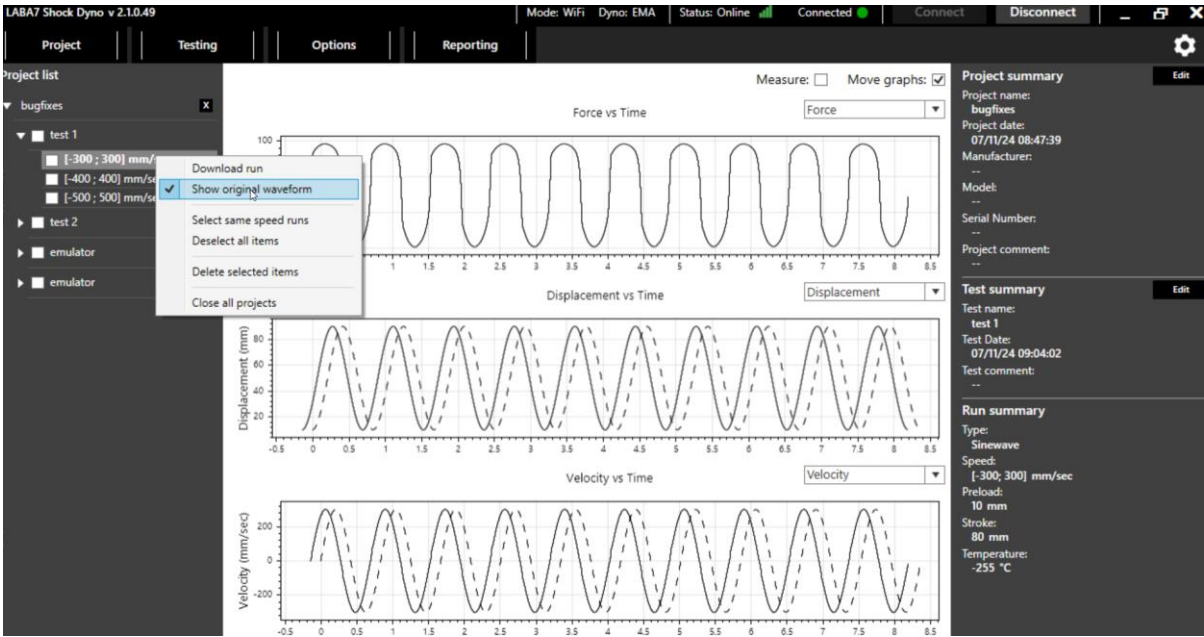 LABA7 Shock Dyno v 2.1.0.49
Mode: WiFi Dyno: EMA Status: Online Connected Connect Disconnect
Project Testing Options Reporting
Project list
bugfixes X
test 1
[-300 ; 300] mm/
[-400 ; 400] mm/se
[-500 ; 500] mm/se
test 2
emulator
emulator
Download run
Show original waveform
Select same speed runs
Deselect all items
Delete selected items
Close all projects
Measure: Move graphs:
Force vs Time Force
100
1 1.5 2 2.5 3 3.5 4 4.5 5 5.5 6 6.5 7 7.5 8 8.5
Displacement vs Time Displacement
Displacement (mm)
80
60
40
20
-0.5 0 0.5 1 1.5 2 2.5 3 3.5 4 4.5 5 5.5 6 6.5 7 7.5 8 8.5
Velocity vs Time Velocity
Velocity (mm/sec)
200
0
-200
-0.5 0 0.5 1 1.5 2 2.5 3 3.5 4 4.5 5 5.5 6 6.5 7 7.5 8 8.5
Project summary Edit
Project name:
bugfixes
Project date:
07/11/24 08:47:39
Manufacturer:
--
Model:
--
Serial Number:
--
Project comment:
--
Test summary Edit
Test name:
test 1
Test Date:
07/11/24 09:04:02
Test comment:
--
Run summary
Type:
Sinewave
Speed:
[-300; 300] mm/sec
Preload:
10 mm
Stroke:
80 mm
Temperature:
-255 °C